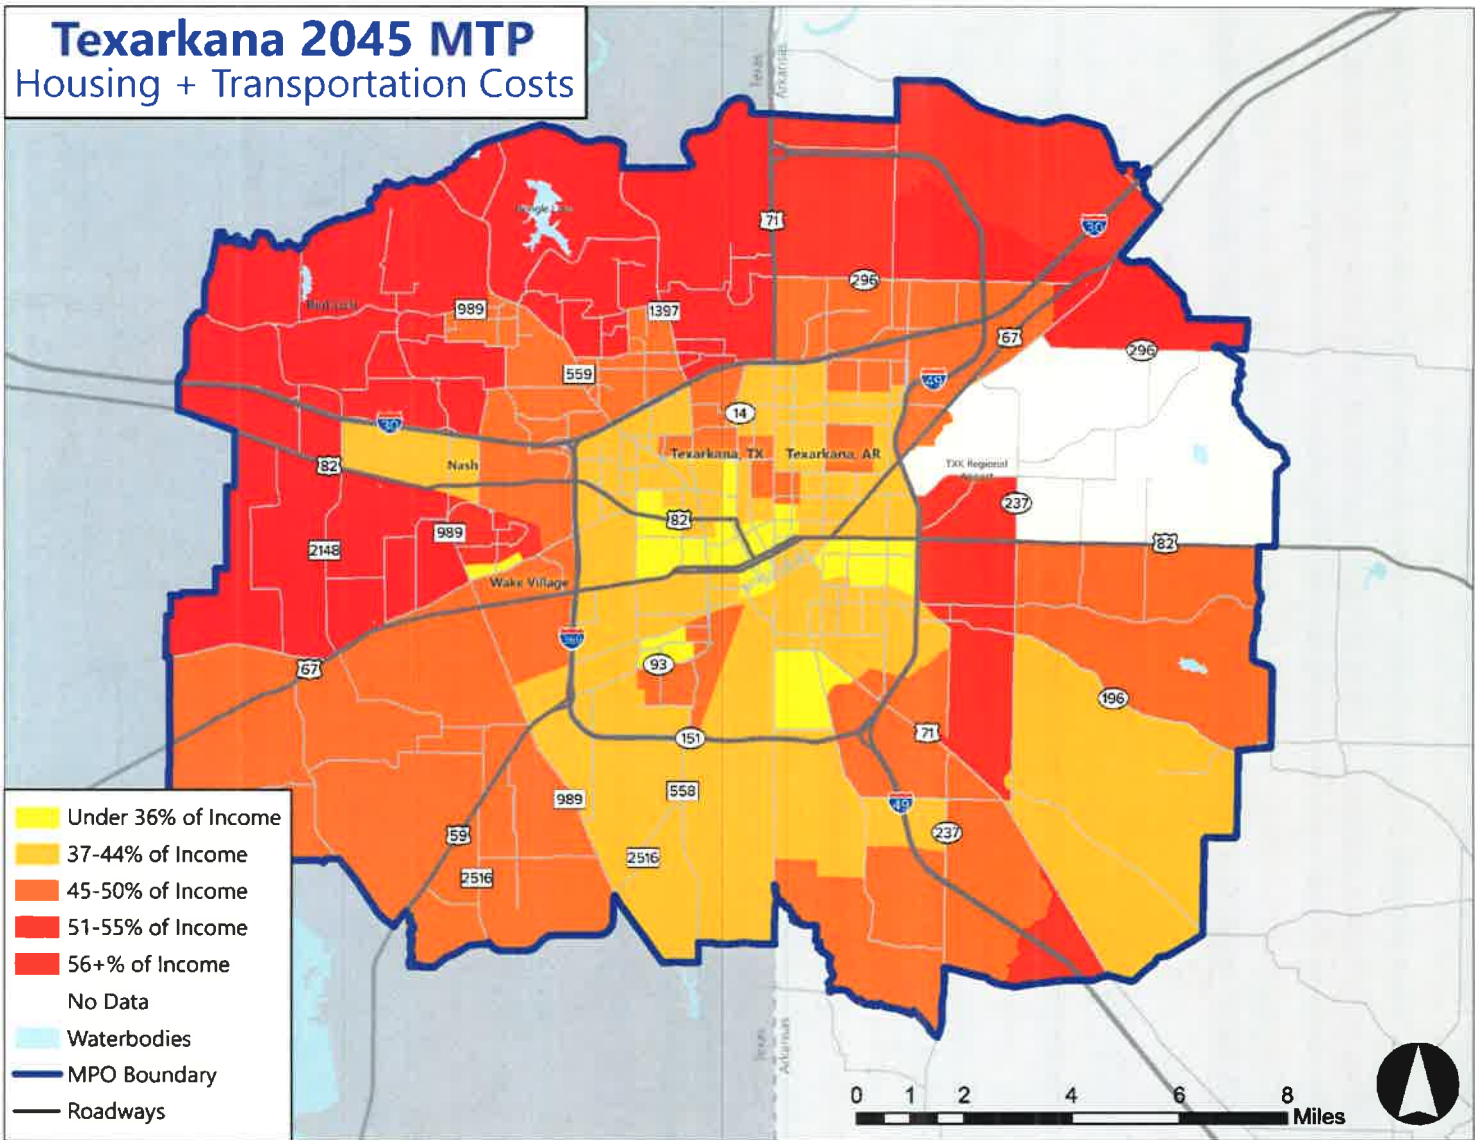 Texarkana 2045 MTP
Housing + Transportation Costs
Texas
Arkansas
71
30
296
989
1397
67
296
559
49
14
30
Texarkana, TX
Texarkana, AR
82
Nash
TXK Regional
Airport
237
82
989
2148
82
Wake Village
67
93
196
151
71
989
558
49
59
237
2516
2516
Under 36% of Income
37-44% of Income
45-50% of Income
51-55% of Income
56+% of Income
No Data
Waterbodies
MPO Boundary
Roadways
Texas
Arkansas
0 1 2 4 6 8
Miles